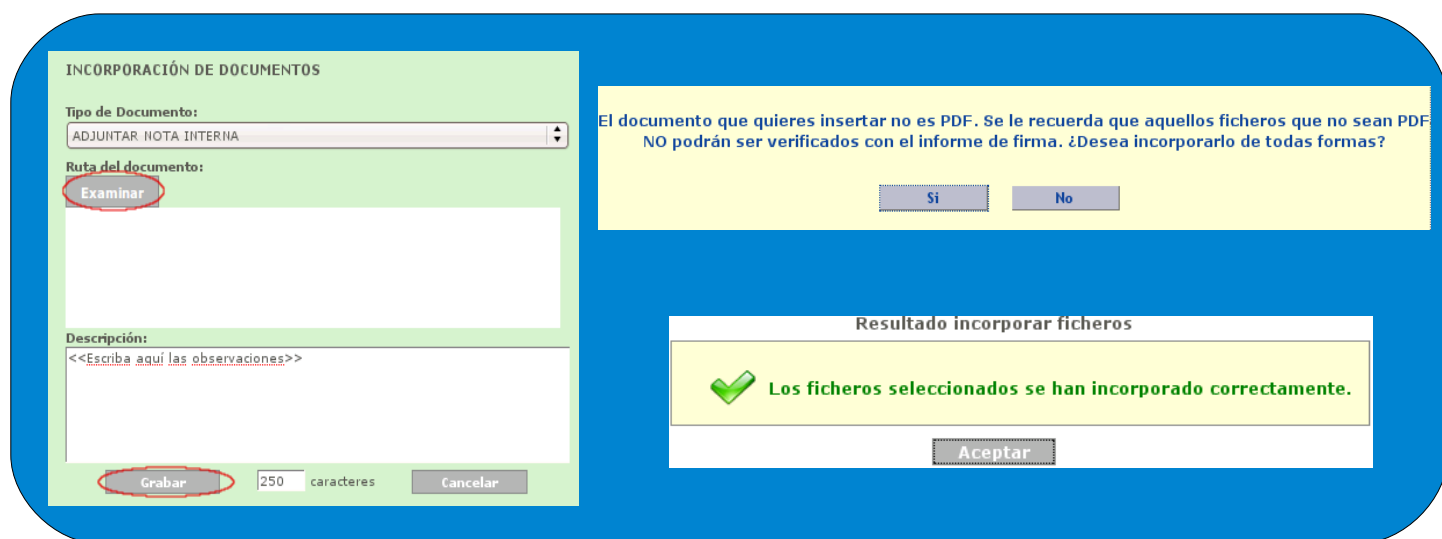 INCORPORACIÓN DE DOCUMENTOS
Tipo de Documento:
ADJUNTAR NOTA INTERNA
Ruta del documento:
Examinar
Descripción:
<<Escriba aquí las observaciones>>
Grabar 250 caracteres Cancelar
El documento que quieres insertar no es PDF. Se le recuerda que aquellos ficheros que no sean PDF
NO podrán ser verificados con el informe de firma. ¿Desea incorporarlo de todas formas?
Si No
Resultado incorporar ficheros
Los ficheros seleccionados se han incorporado correctamente.
Aceptar